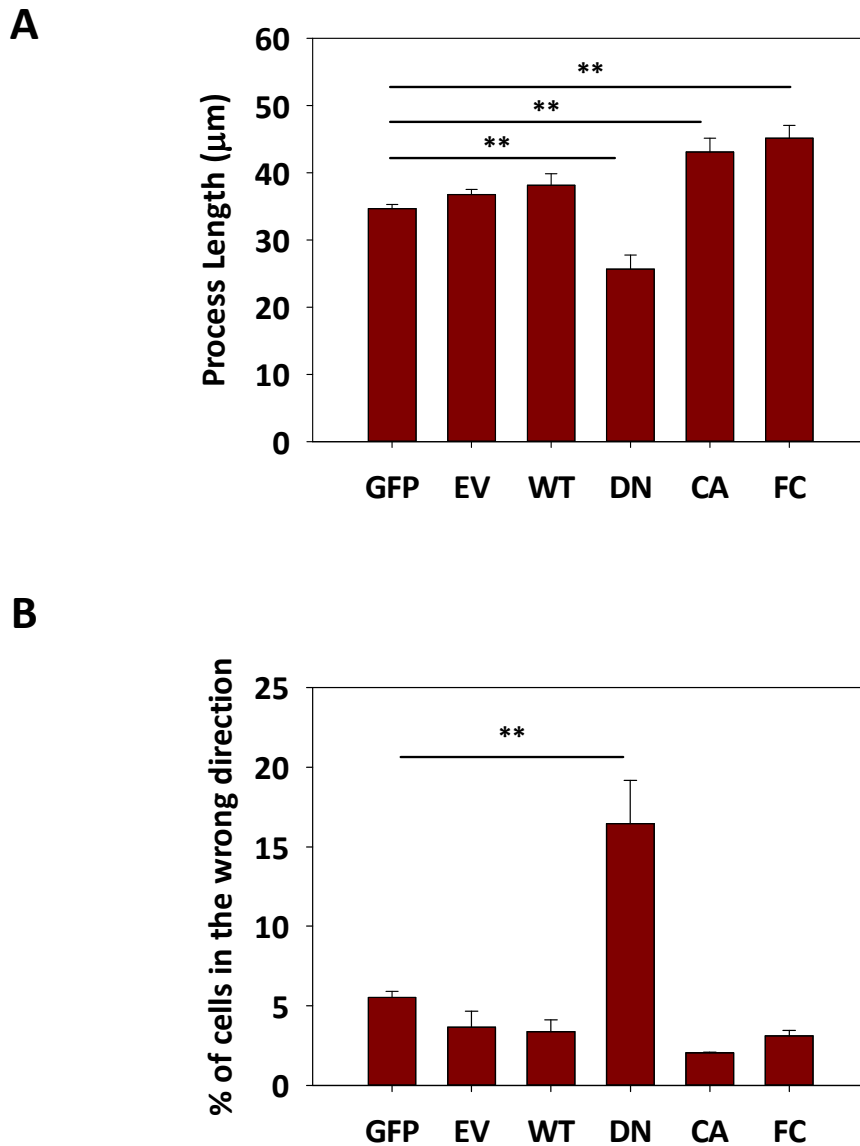 A
Process Length (μm)
60
50
40
30
20
10
0
**
**
**
GFP EV WT DN CA FC
B
% of cells in the wrong direction
25
20
15
10
5
0
**
GFP EV WT DN CA FC